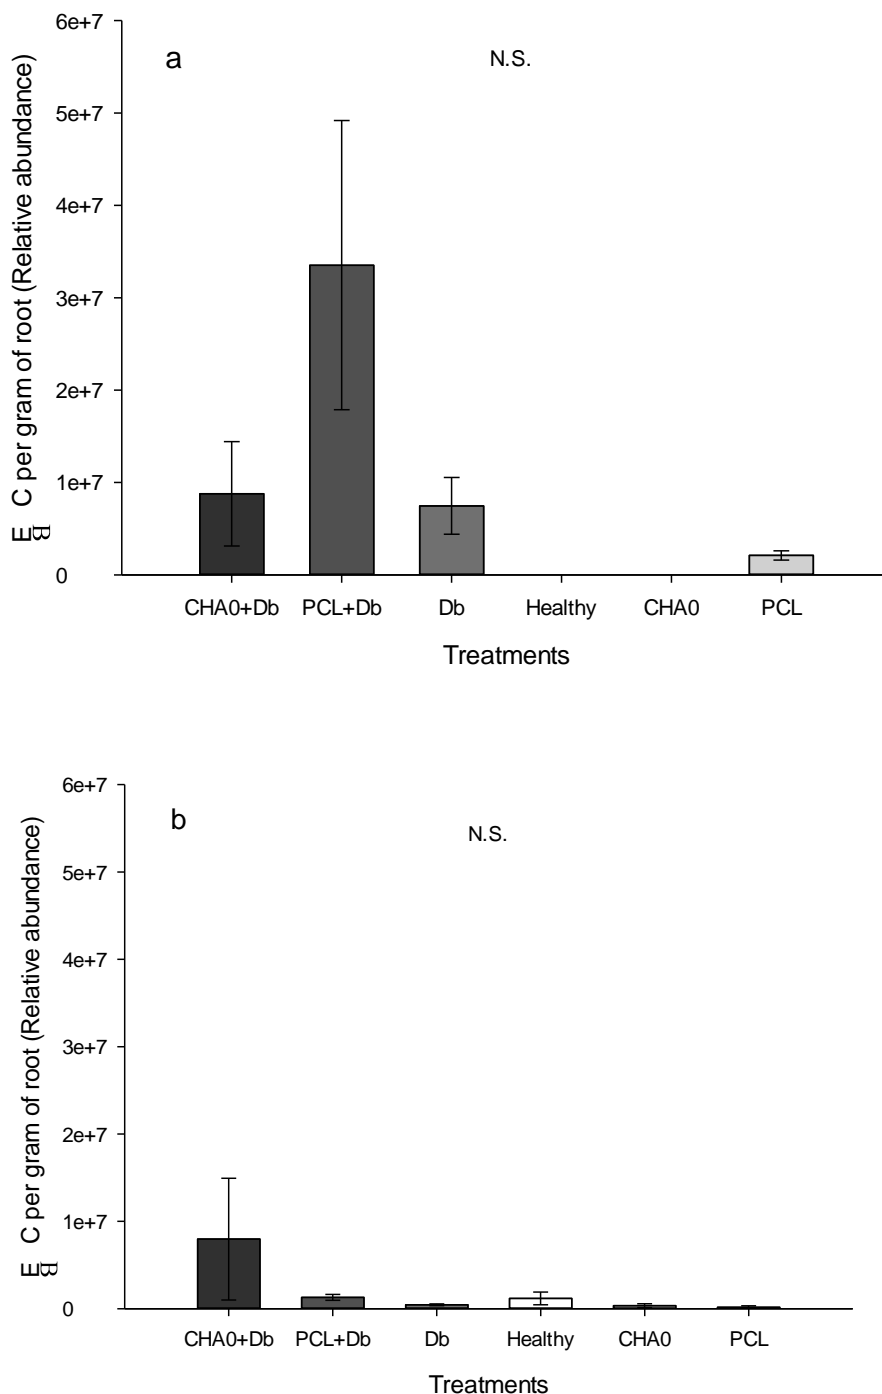 6e+7
a
N.S.
5e+7
4e+7
3e+7
2e+7
1e+7
0
C per gram of root (Relative abundance)
CHA0+Db PCL+Db Db Healthy CHA0 PCL
Treatments
6e+7
b
N.S.
5e+7
4e+7
3e+7
2e+7
1e+7
0
C per gram of root (Relative abundance)
CHA0+Db PCL+Db Db Healthy CHA0 PCL
Treatments